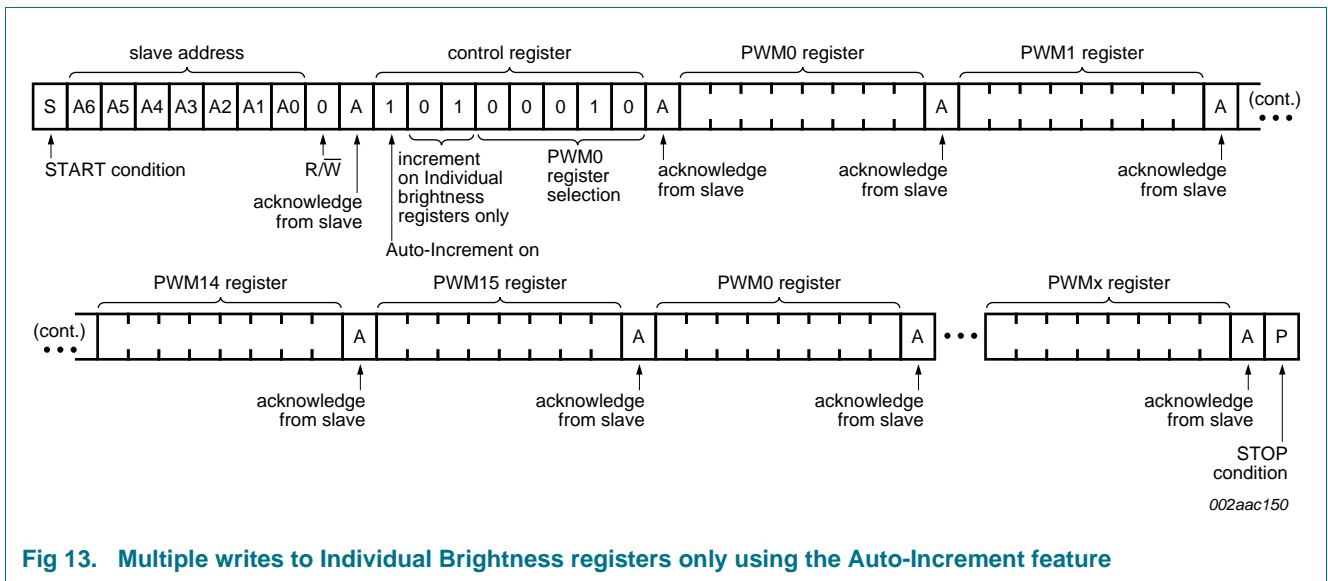 slave address control register PWM0 register PWM1 register
S A6 A5 A4 A3 A2 A1 A0 0 A 1 0 1 0 0 0 1 0 A A A (cont.)
START condition
R/W̅
acknowledge
from slave
increment
on Individual
brightness
registers only
Auto-Increment on
PWM0
register
selection
acknowledge
from slave
acknowledge
from slave
acknowledge
from slave
PWM14 register PWM15 register PWM0 register PWMx register
(cont.) A A A A P
acknowledge
from slave
acknowledge
from slave
acknowledge
from slave
acknowledge
from slave
STOP
condition
002aac150
Fig 13. Multiple writes to Individual Brightness registers only using the Auto-Increment feature